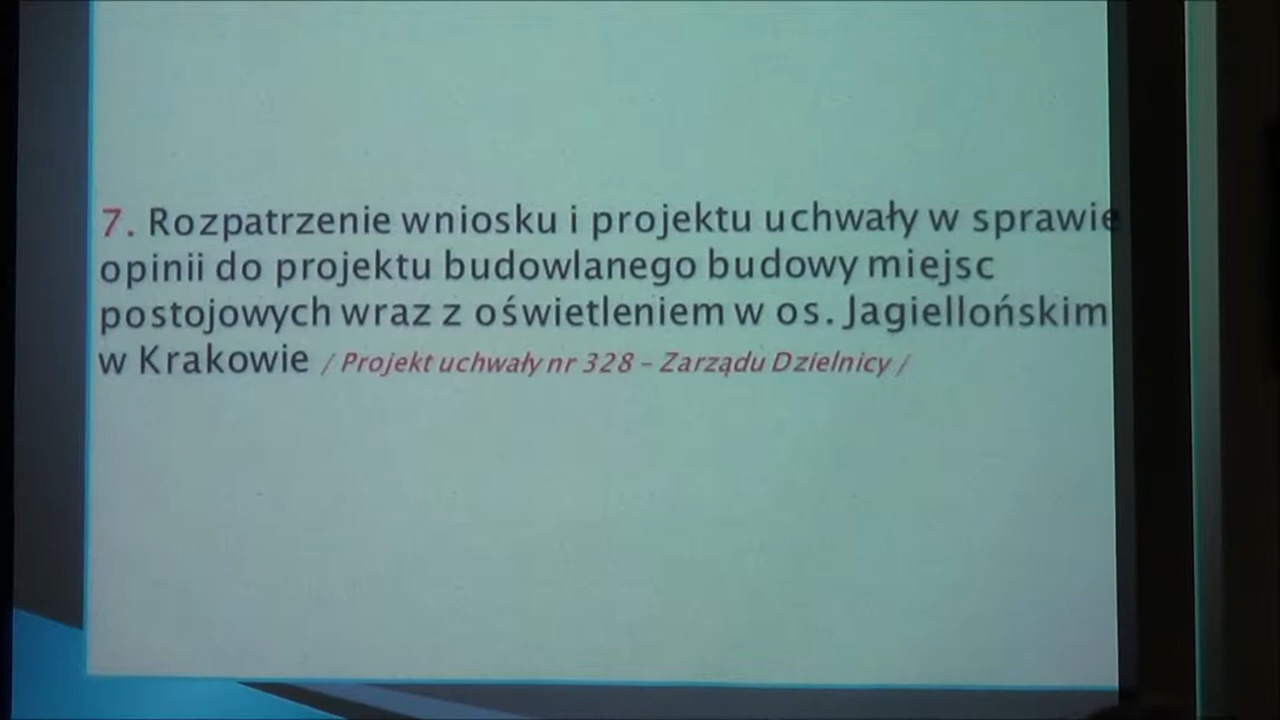 7. Rozpatrzenie wniosku i projektu uchwały w sprawie
opinii do projektu budowlanego budowy miejsc
postojowych wraz z oświetleniem w os. Jagiellońskim
w Krakowie / Projekt uchwały nr 328 – Zarządu Dzielnicy /